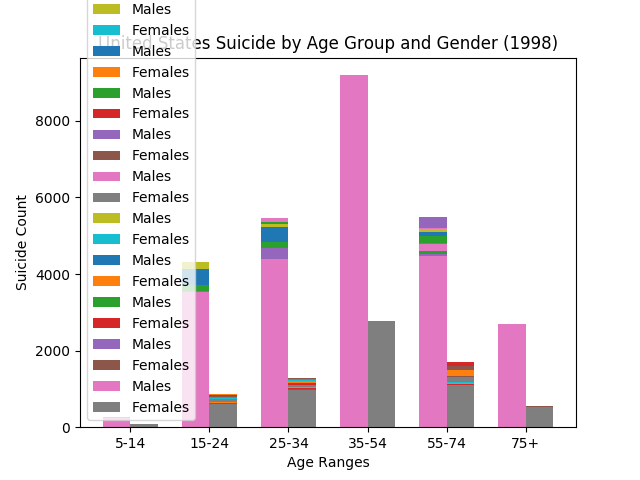 United States Suicide by Age Group and Gender (1998)
Males
Females
Males
Females
Males
Females
Males
Females
Males
Females
Males
Females
Males
Females
Males
Females
Males
Females
Males
Females
Suicide Count
8000
6000
4000
2000
0
5-14 15-24 25-34 35-54 55-74 75+
Age Ranges